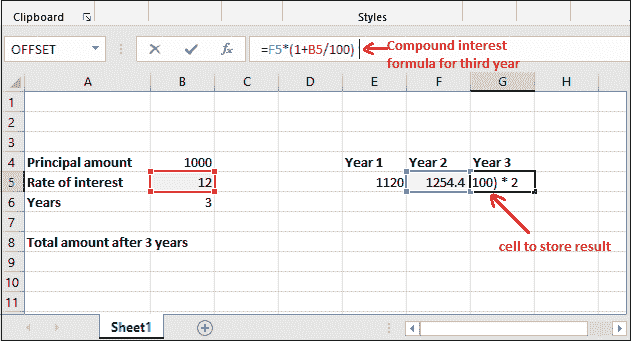 Clipboard
Styles
OFFSET
=F5*(1+B5/100)
Compound interest
formula for third year
A B C D E F G H
1
2
3
4 Principal amount 1000 Year 1 Year 2 Year 3
5 Rate of interest 12 1120 1254.4 100) * 2
6 Years 3
7
8 Total amount after 3 years
cell to store result
9
10
11
Sheet1